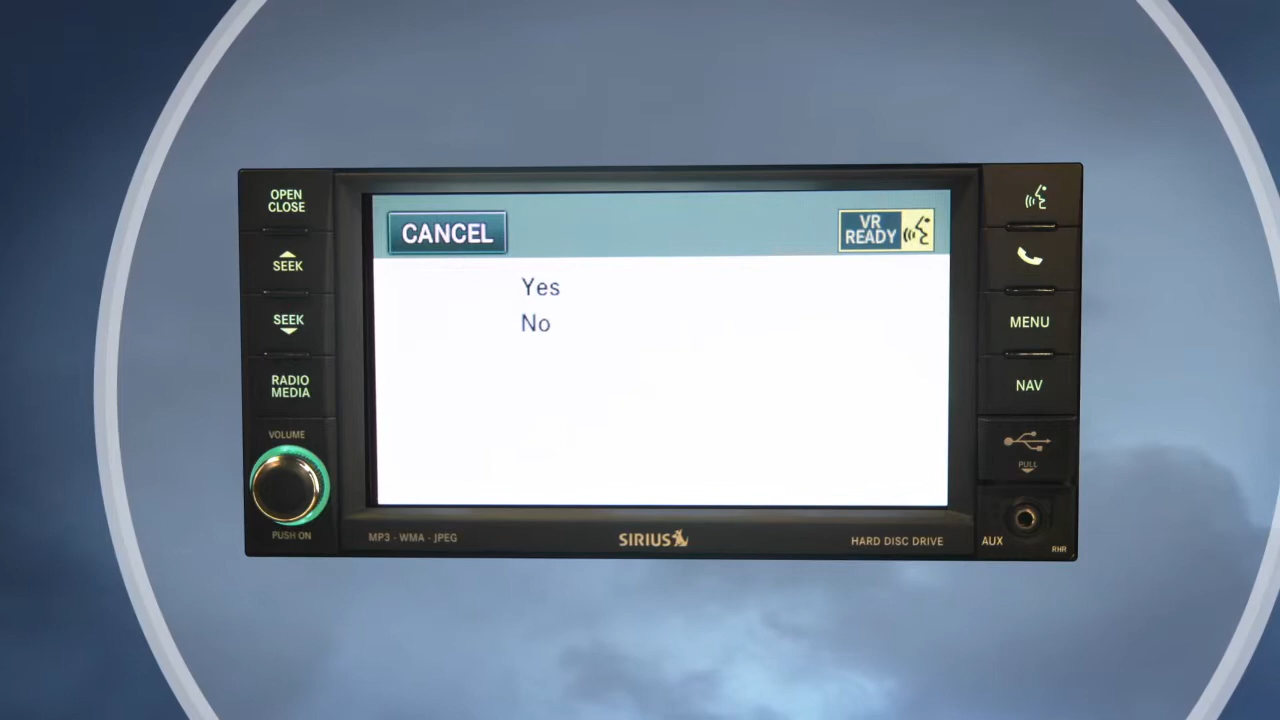 OPEN
CLOSE
SEEK
SEEK
RADIO
MEDIA
VOLUME
PUSH ON
CANCEL
VR
READY
Yes
No
MP3 · WMA · JPEG
SIRIUS
HARD DISC DRIVE
MENU
NAV
PULL
AUX
RHR